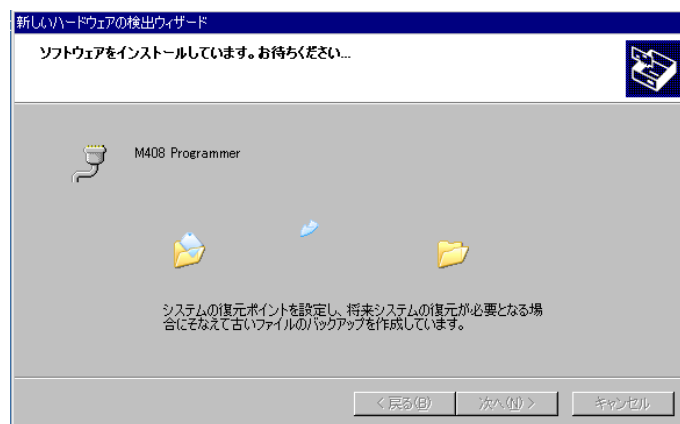 新しいハードウェアの検出ウィザード
ソフトウェアをインストールしています。お待ちください...
M408 Programmer
システムの復元ポイントを設定し、将来システムの復元が必要となる場
合にそなえて古いファイルのバックアップを作成しています。
< 戻る(B)
次へ(N) >
キャンセル